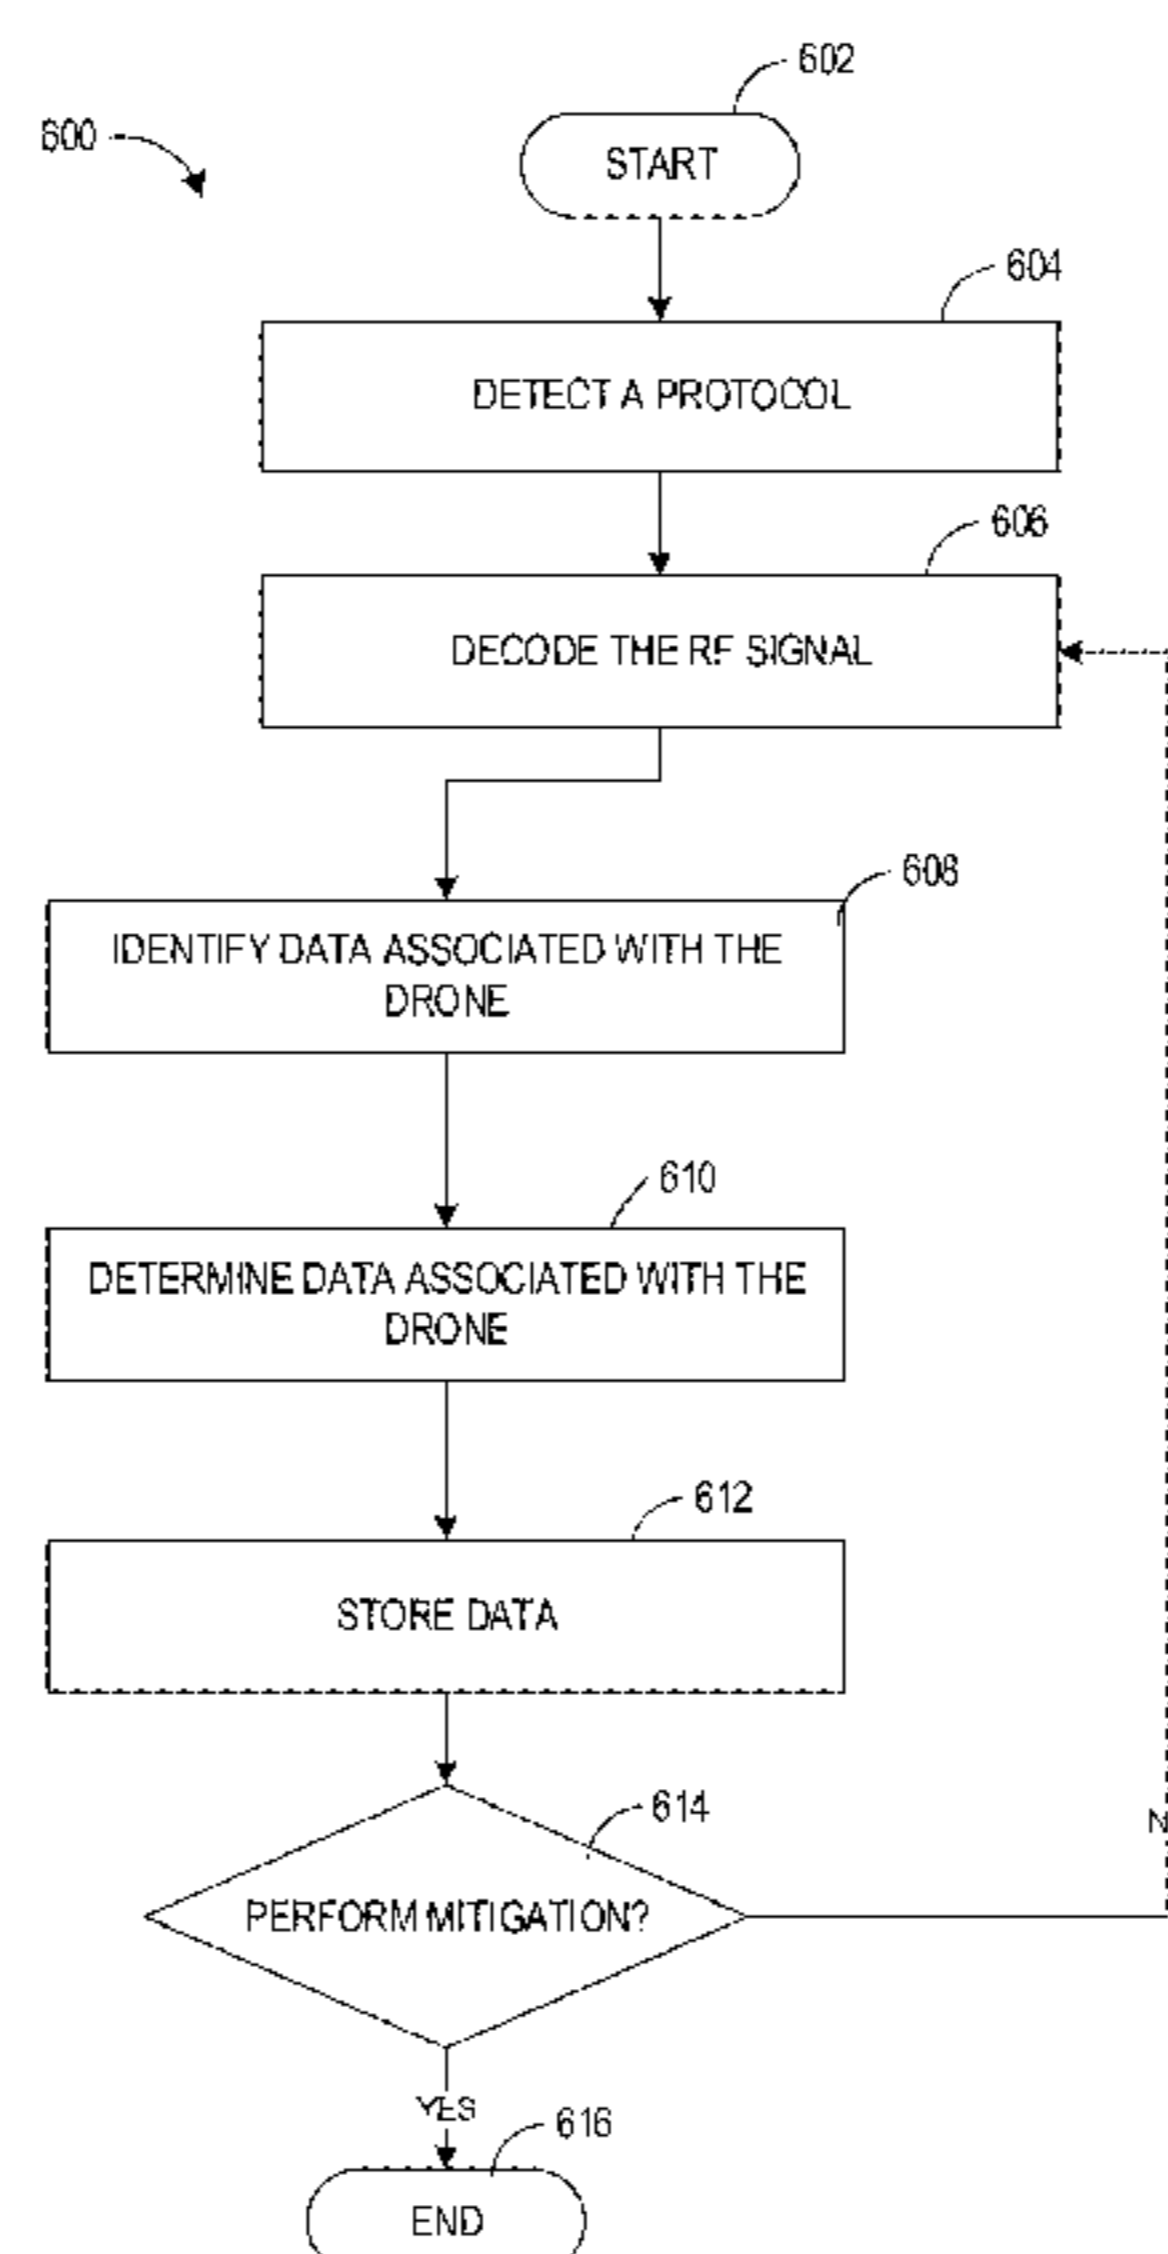 602
600
START
604
DETECT A PROTOCOL
606
DECODE THE RF SIGNAL
608
IDENTIFY DATA ASSOCIATED WITH THE
DRONE
610
DETERMINE DATA ASSOCIATED WITH THE
DRONE
612
STORE DATA
614
N
PERFORM MITIGATION?
YES
616
END